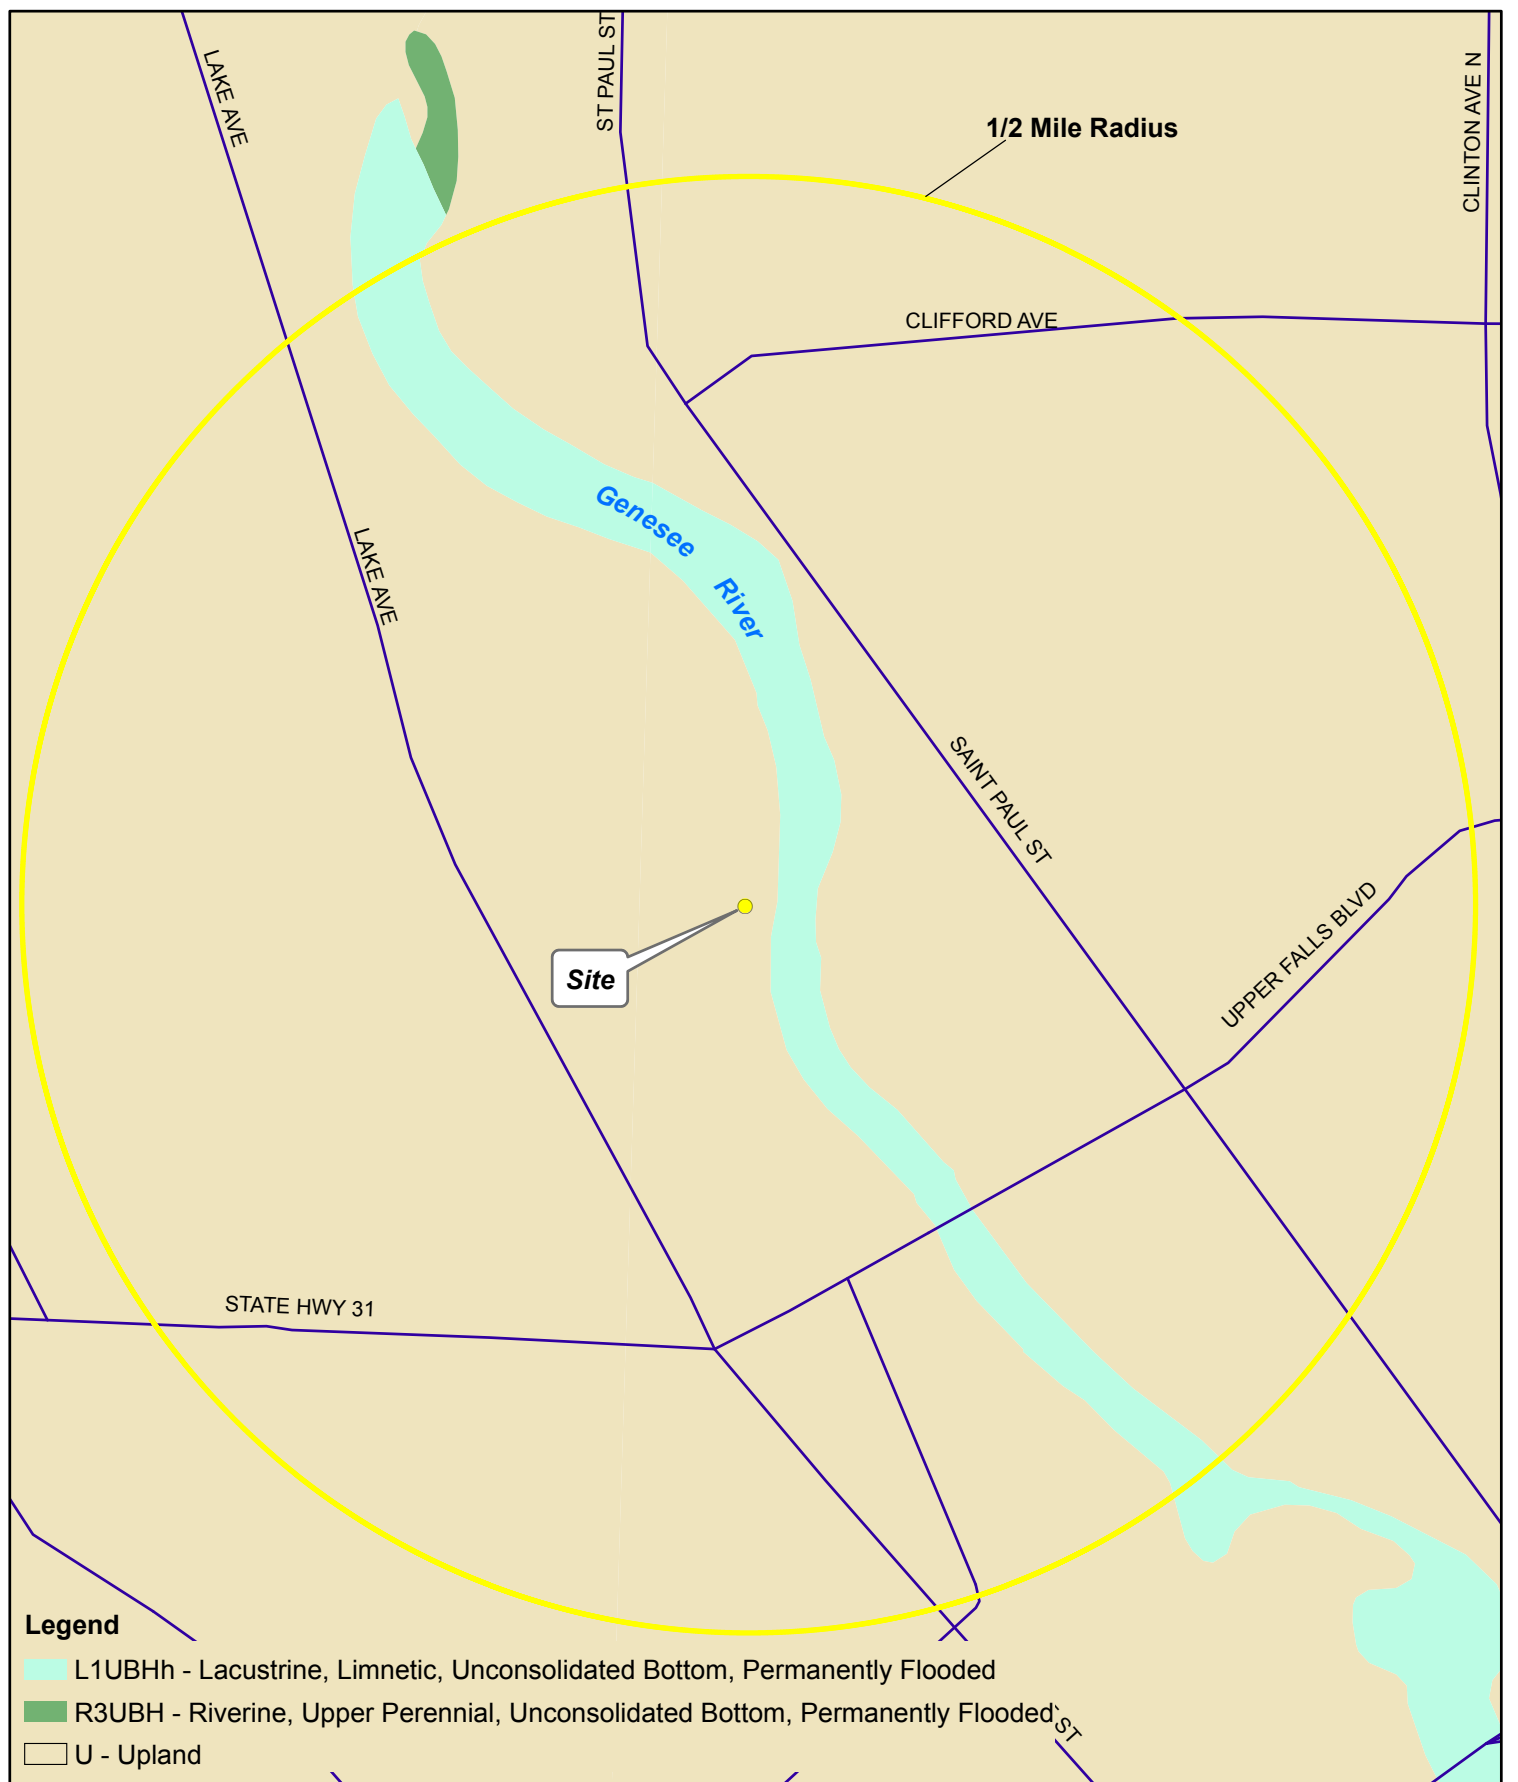 LAKE AVE
ST PAUL ST
CLINTON AVE N
1/2 Mile Radius
CLIFFORD AVE
Genesee
River
LAKE AVE
SAINT PAUL ST
UPPER FALLS BLVD
Site
STATE HWY 31
Legend
L1UBHh - Lacustrine, Limnetic, Unconsolidated Bottom, Permanently Flooded
R3UBH - Riverine, Upper Perennial, Unconsolidated Bottom, Permanently Flooded
ST
U - Upland